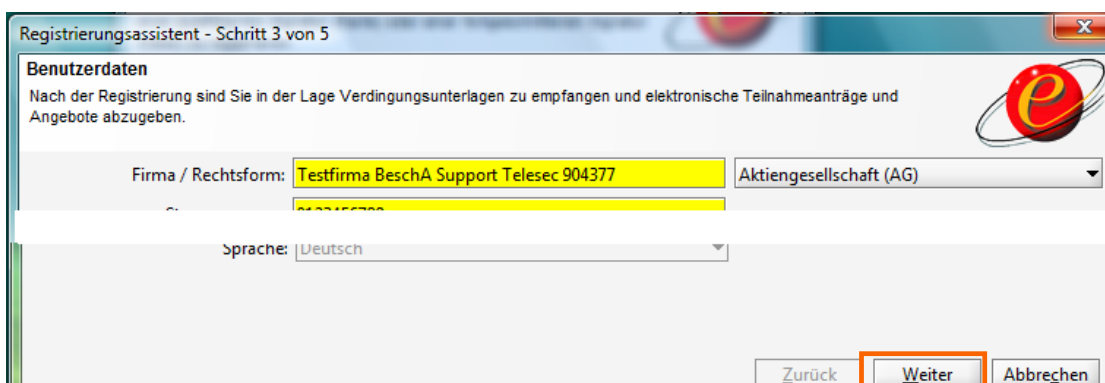 Registrierungsassistent - Schritt 3 von 5
Benutzerdaten
Nach der Registrierung sind Sie in der Lage Verdingungsunterlagen zu empfangen und elektronische Teilnahmeanträge und
Angebote abzugeben.
Firma / Rechtsform: Testfirma BeschA Support Telesec 904377 Aktiengesellschaft (AG)
Sprache: Deutsch
Zurück Weiter Abbrechen